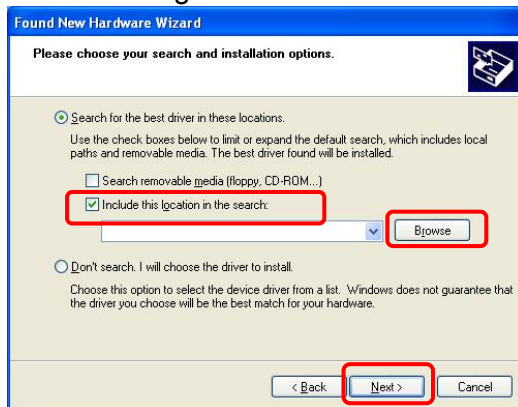 Found New Hardware Wizard
Please choose your search and installation options.
Search for the best driver in these locations.
Use the check boxes below to limit or expand the default search, which includes local
paths and removable media. The best driver found will be installed.
Search removable media (floppy, CD-ROM...)
Include this location in the search:
Browse
Don't search. I will choose the driver to install.
Choose this option to select the device driver from a list. Windows does not guarantee that
the driver you choose will be the best match for your hardware.
< Back Next > Cancel